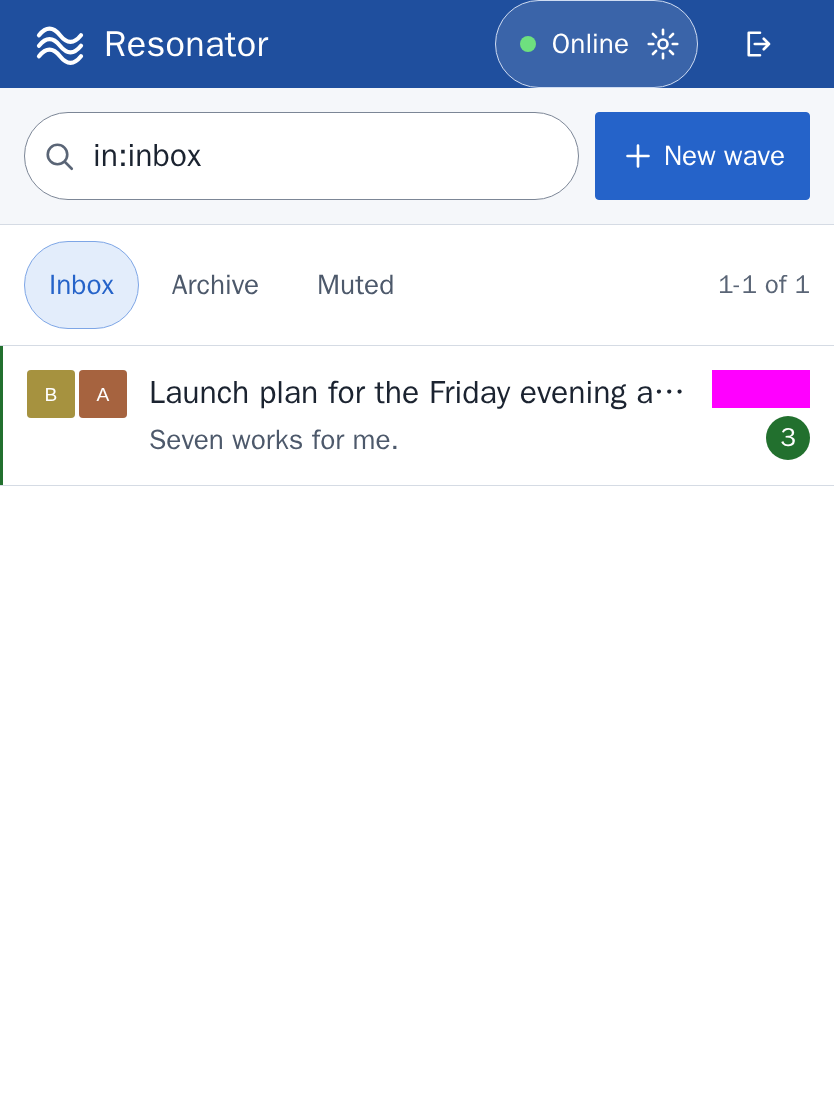 Resonator
Online
in:inbox
New wave
Inbox Archive Muted 1-1 of 1
B A Launch plan for the Friday evening a…
Seven works for me. 3